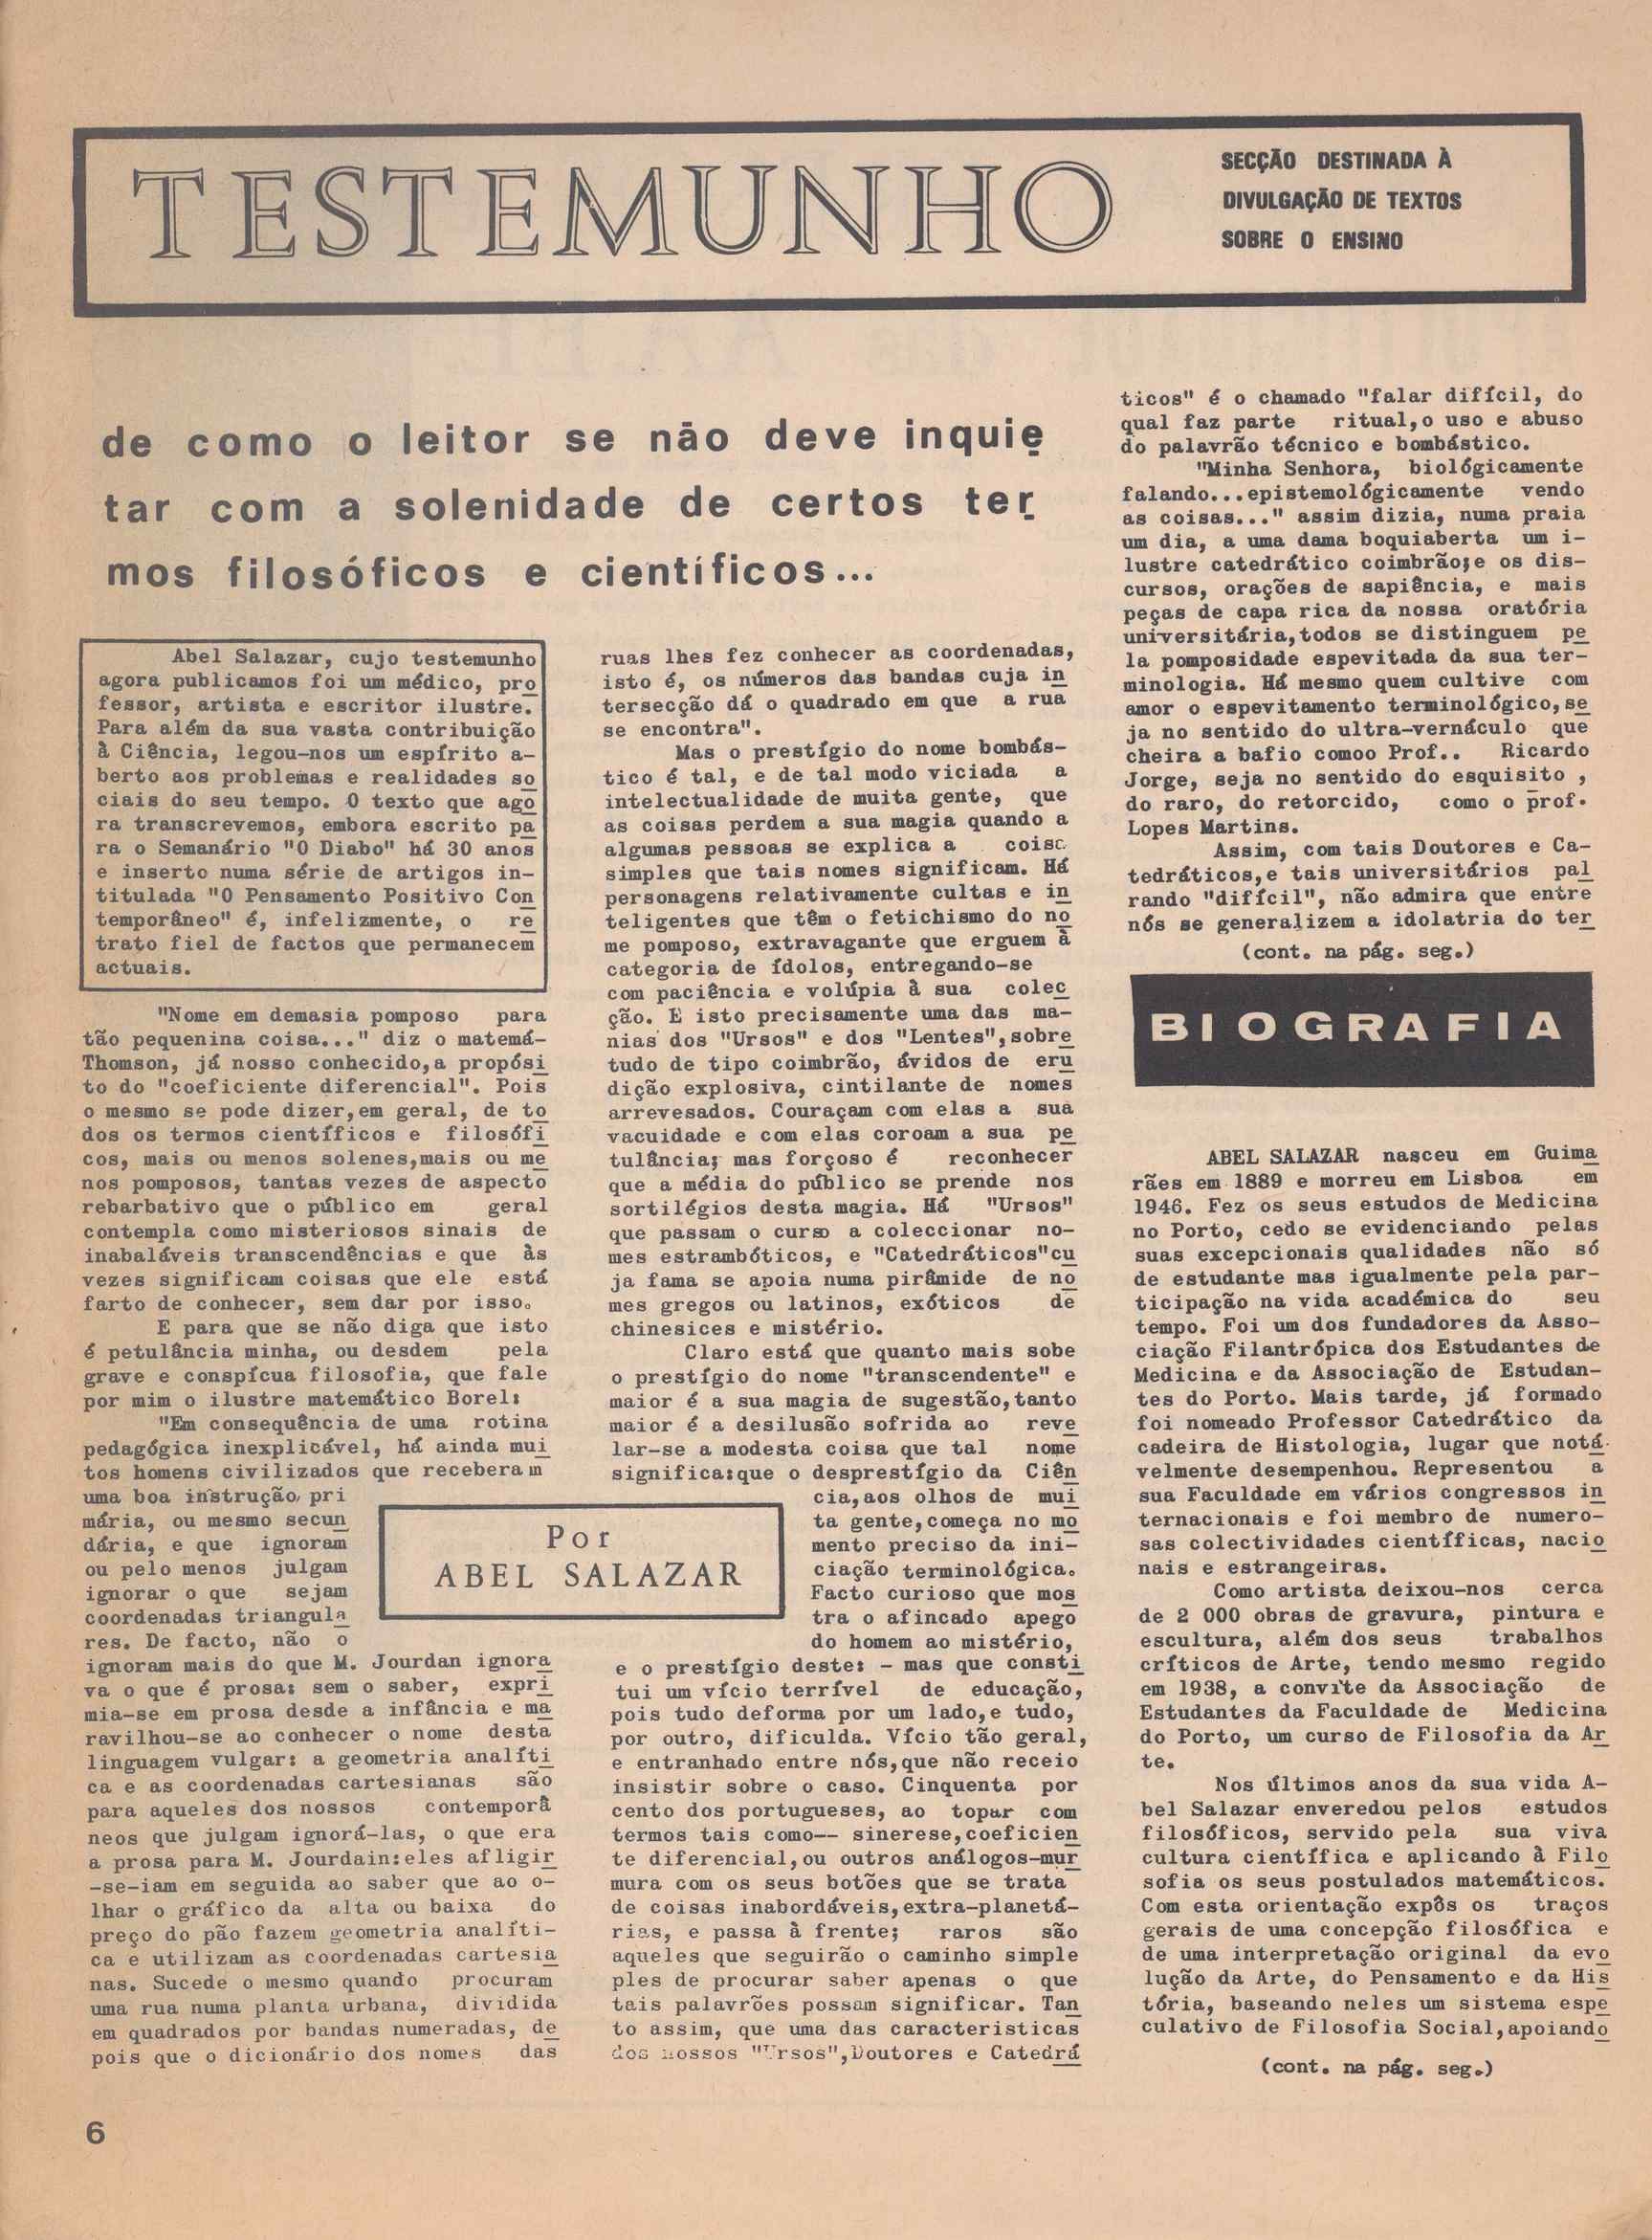 TESTEMUNHO
SECÇÃO DESTINADA À
DIVULGAÇÃO DE TEXTOS
SOBRE O ENSINO
de como o leitor se não deve inquie
tar com a solenidade de certos ter
mos filosóficos e científicos...
Abel Salazar, cujo testemunho
agora publicamos foi um médico, pro
fessor, artista e escritor ilustre.
Para além da sua vasta contribuição
à Ciência, legou-nos um espírito a-
berto aos problemas e realidades so
ciais do seu tempo. O texto que ago
ra transcrevemos, embora escrito pa
ra o Semanário "O Diabo" há 30 anos
e inserto numa série de artigos in-
titulada "O Pensamento Positivo Con
temporâneo" é, infelizmente, o re
trato fiel de factos que permanecem
actuais.
"Nome em demasia pomposo para
tão pequenina coisa..." diz o matemá-
Thomson, já nosso conhecido,a propósi
to do "coeficiente diferencial". Pois
o mesmo se pode dizer,em geral, de to
dos os termos científicos e filosófi
cos, mais ou menos solenes,mais ou me
nos pomposos, tantas vezes de aspecto
rebarbativo que o público em geral
contempla como misteriosos sinais de
inabaláveis transcendências e que às
vezes significam coisas que ele está
farto de conhecer, sem dar por isso.
E para que se não diga que isto
é petulância minha, ou desdem pela
grave e conspícua filosofia, que fale
por mim o ilustre matemático Borel:
"Em consequência de uma rotina
pedagógica inexplicável, há ainda mui
tos homens civilizados que receberam
uma boa instrução pri
mária, ou mesmo secun
dária, e que ignoram
ou pelo menos julgam
ignorar o que sejam
coordenadas triangula
res. De facto, não o
ignoram mais do que M. Jourdan ignora
va o que é prosa: sem o saber, expri
mia-se em prosa desde a infância e ma
ravilhou-se ao conhecer o nome desta
linguagem vulgar: a geometria analíti
ca e as coordenadas cartesianas são
para aqueles dos nossos contemporâ
neos que julgam ignorá-las, o que era
a prosa para M. Jourdain:eles afligir
-se-iam em seguida ao saber que ao o-
lhar o gráfico da alta ou baixa do
preço do pão fazem geometria analíti-
ca e utilizam as coordenadas cartesia
nas. Sucede o mesmo quando procuram
uma rua numa planta urbana, dividida
em quadrados por bandas numeradas, de
pois que o dicionário dos nomes das
Por
ABEL SALAZAR
ruas lhes fez conhecer as coordenadas,
isto é, os números das bandas cuja in
tersecção dá o quadrado em que a rua
se encontra".
Mas o prestígio do nome bombás-
tico é tal, e de tal modo viciada a
intelectualidade de muita gente, que
as coisas perdem a sua magia quando a
algumas pessoas se explica a coisc
simples que tais nomes significam. Há
personagens relativamente cultas e in
teligentes que têm o fetichismo do no
me pomposo, extravagante que erguem à
categoria de ídolos, entregando-se
com paciência e volúpia à sua colec
ção. E isto precisamente uma das ma-
nias dos "Ursos" e dos "Lentes",sobre
tudo de tipo coimbrão, ávidos de eru
dição explosiva, cintilante de nomes
arrevesados. Couraçam com elas a sua
vacuidade e com elas coroam a sua pe
tulância; mas forçoso é reconhecer
que a média do público se prende nos
sortilégios desta magia. Há "Ursos"
que passam o curso a coleccionar no-
mes estrambóticos, e "Catedráticos"cu
ja fama se apoia numa pirâmide de no
mes gregos ou latinos, exóticos de
chinesices e mistério.
Claro está que quanto mais sobe
o prestígio do nome "transcendente" e
maior é a sua magia de sugestão,tanto
maior é a desilusão sofrida ao reve
lar-se a modesta coisa que tal nome
significa:que o desprestígio da Ciên
cia,aos olhos de mui
ta gente,começa no mo
mento preciso da ini-
ciação terminológica.
Facto curioso que mos
tra o afincado apego
do homem ao mistério,
e o prestígio deste: - mas que consti
tui um vício terrível de educação,
pois tudo deforma por um lado,e tudo,
por outro, dificulda. Vício tão geral,
e entranhado entre nós,que não receio
insistir sobre o caso. Cinquenta por
cento dos portugueses, ao topar com
termos tais como-- sinerese,coeficien
te diferencial,ou outros análogos-mur
mura com os seus botões que se trata
de coisas inabordáveis,extra-planetá-
rias, e passa à frente; raros são
aqueles que seguirão o caminho simple
ples de procurar saber apenas o que
tais palavrões possam significar. Tan
to assim, que uma das caracteristicas
dos nossos "Ursos",Doutores e Catedrá
ticos" é o chamado "falar difícil, do
qual faz parte ritual,o uso e abuso
do palavrão técnico e bombástico.
"Minha Senhora, biológicamente
falando...epistemológicamente vendo
as coisas..." assim dizia, numa praia
um dia, a uma dama boquiaberta um i-
lustre catedrático coimbrão;e os dis-
cursos, orações de sapiência, e mais
peças de capa rica da nossa oratória
universitária,todos se distinguem pe
la pomposidade espevitada da sua ter-
minologia. Há mesmo quem cultive com
amor o espevitamento terminológico,se
ja no sentido do ultra-vernáculo que
cheira a bafio comoo Prof.. Ricardo
Jorge, seja no sentido do esquisito ,
do raro, do retorcido, como o prof.
Lopes Martins.
Assim, com tais Doutores e Ca-
tedráticos,e tais universitários pal
rando "difícil", não admira que entre
nós se generalizem a idolatria do ter
(cont. na pág. seg.)
BIOGRAFIA
ABEL SALAZAR nasceu em Guima
rães em 1889 e morreu em Lisboa em
1946. Fez os seus estudos de Medicina
no Porto, cedo se evidenciando pelas
suas excepcionais qualidades não só
de estudante mas igualmente pela par-
ticipação na vida académica do seu
tempo. Foi um dos fundadores da Asso-
ciação Filantrópica dos Estudantes de
Medicina e da Associação de Estudan-
tes do Porto. Mais tarde, já formado
foi nomeado Professor Catedrático da
cadeira de Histologia, lugar que notá
velmente desempenhou. Representou a
sua Faculdade em vários congressos in
ternacionais e foi membro de numero-
sas colectividades científicas, nacio
nais e estrangeiras.
Como artista deixou-nos cerca
de 2 000 obras de gravura, pintura e
escultura, além dos seus trabalhos
críticos de Arte, tendo mesmo regido
em 1938, a convite da Associação de
Estudantes da Faculdade de Medicina
do Porto, um curso de Filosofia da Ar
te.
Nos últimos anos da sua vida A-
bel Salazar enveredou pelos estudos
filosóficos, servido pela sua viva
cultura científica e aplicando à Filo
sofia os seus postulados matemáticos.
Com esta orientação expôs os traços
gerais de uma concepção filosófica e
de uma interpretação original da evo
lução da Arte, do Pensamento e da His
tória, baseando neles um sistema espe
culativo de Filosofia Social,apoiando
(cont. na pág. seg.)
6